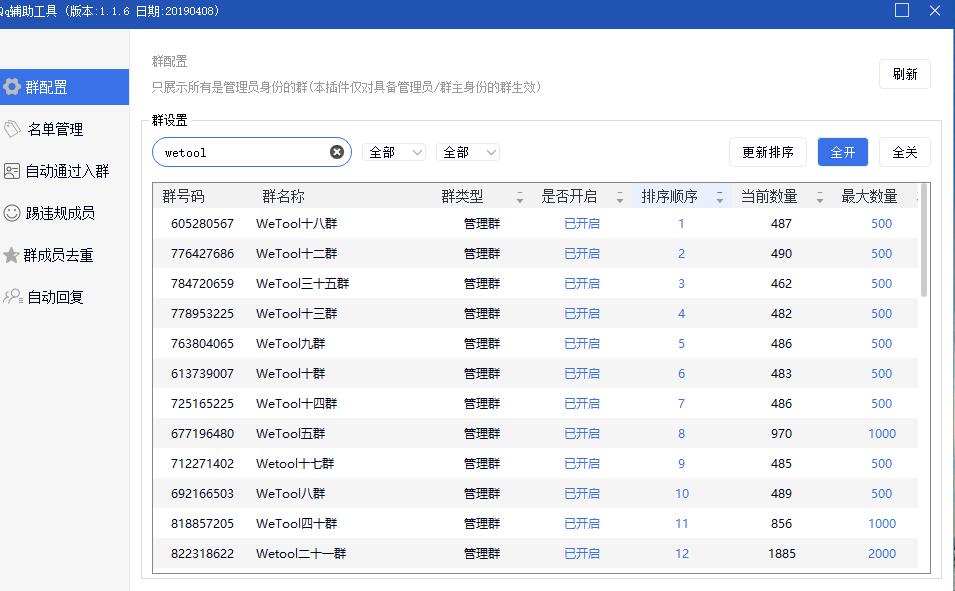 Qq辅助工具 (版本:1.1.6 日期:20190408)
群配置
名单管理
自动通过入群
踢违规成员
群成员去重
自动回复
群配置
只展示所有是管理员身份的群(本插件仅对具备管理员/群主身份的群生效)
刷新
群设置
wetool 全部 全部 更新排序 全开 全关
群号码 群名称 群类型 是否开启 排序顺序 当前数量 最大数量
605280567 WeTool十八群 管理群 已开启 1 487 500
776427686 WeTool十二群 管理群 已开启 2 490 500
784720659 WeTool三十五群 管理群 已开启 3 462 500
778953225 WeTool十三群 管理群 已开启 4 482 500
763804065 WeTool九群 管理群 已开启 5 486 500
613739007 WeTool十群 管理群 已开启 6 483 500
725165225 WeTool十四群 管理群 已开启 7 486 500
677196480 WeTool五群 管理群 已开启 8 970 1000
712271402 Wetool十七群 管理群 已开启 9 485 500
692166503 WeTool八群 管理群 已开启 10 489 500
818857205 WeTool四十群 管理群 已开启 11 856 1000
822318622 Wetool二十一群 管理群 已开启 12 1885 2000